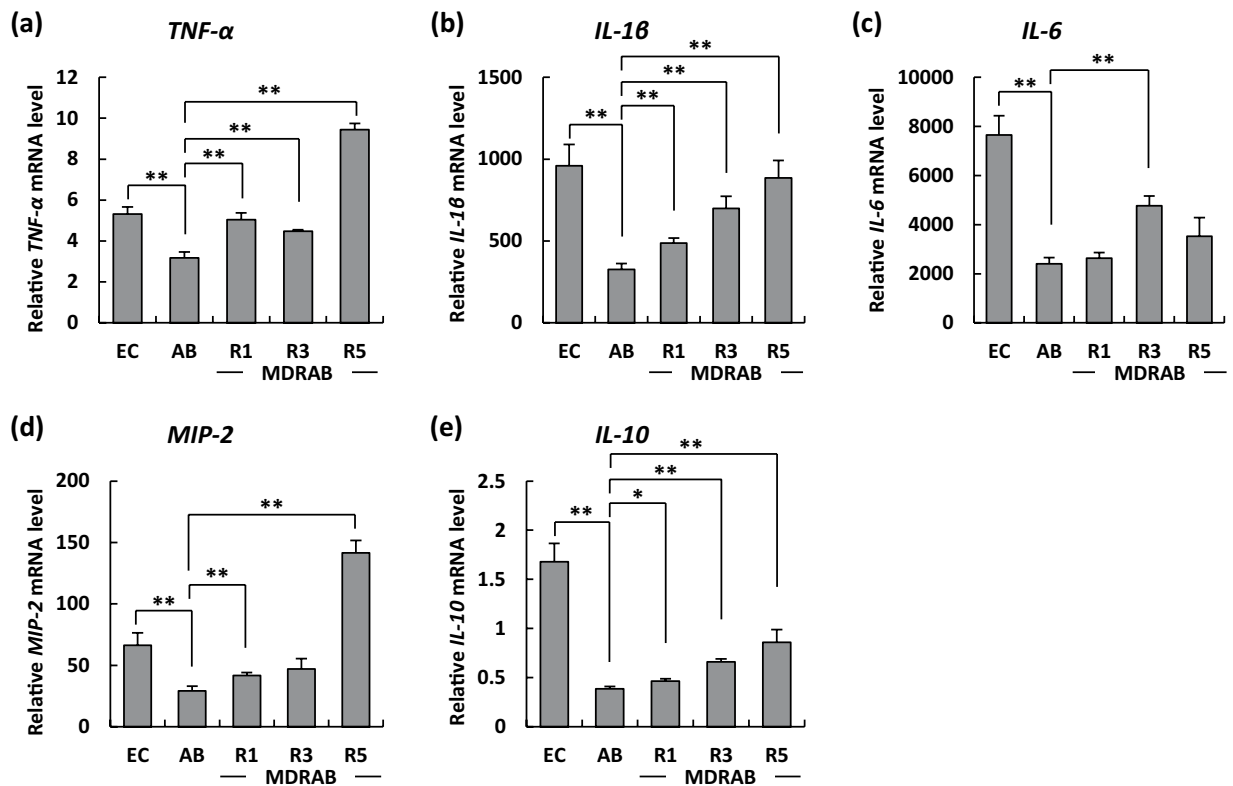 (a) TNF-α
Relative TNF-α mRNA level
12
10
8
6
4
2
0
**
**
**
**
EC AB R1 R3 R5
MDRAB
(b) IL-1β
Relative IL-1β mRNA level
1500
1000
500
0
**
**
**
**
EC AB R1 R3 R5
MDRAB
(c) IL-6
Relative IL-6 mRNA level
10000
8000
6000
4000
2000
0
**
**
EC AB R1 R3 R5
MDRAB
(d) MIP-2
Relative MIP-2 mRNA level
200
150
100
50
0
**
**
**
EC AB R1 R3 R5
MDRAB
(e) IL-10
Relative IL-10 mRNA level
2.5
2
1.5
1
0.5
0
**
**
*
**
EC AB R1 R3 R5
MDRAB